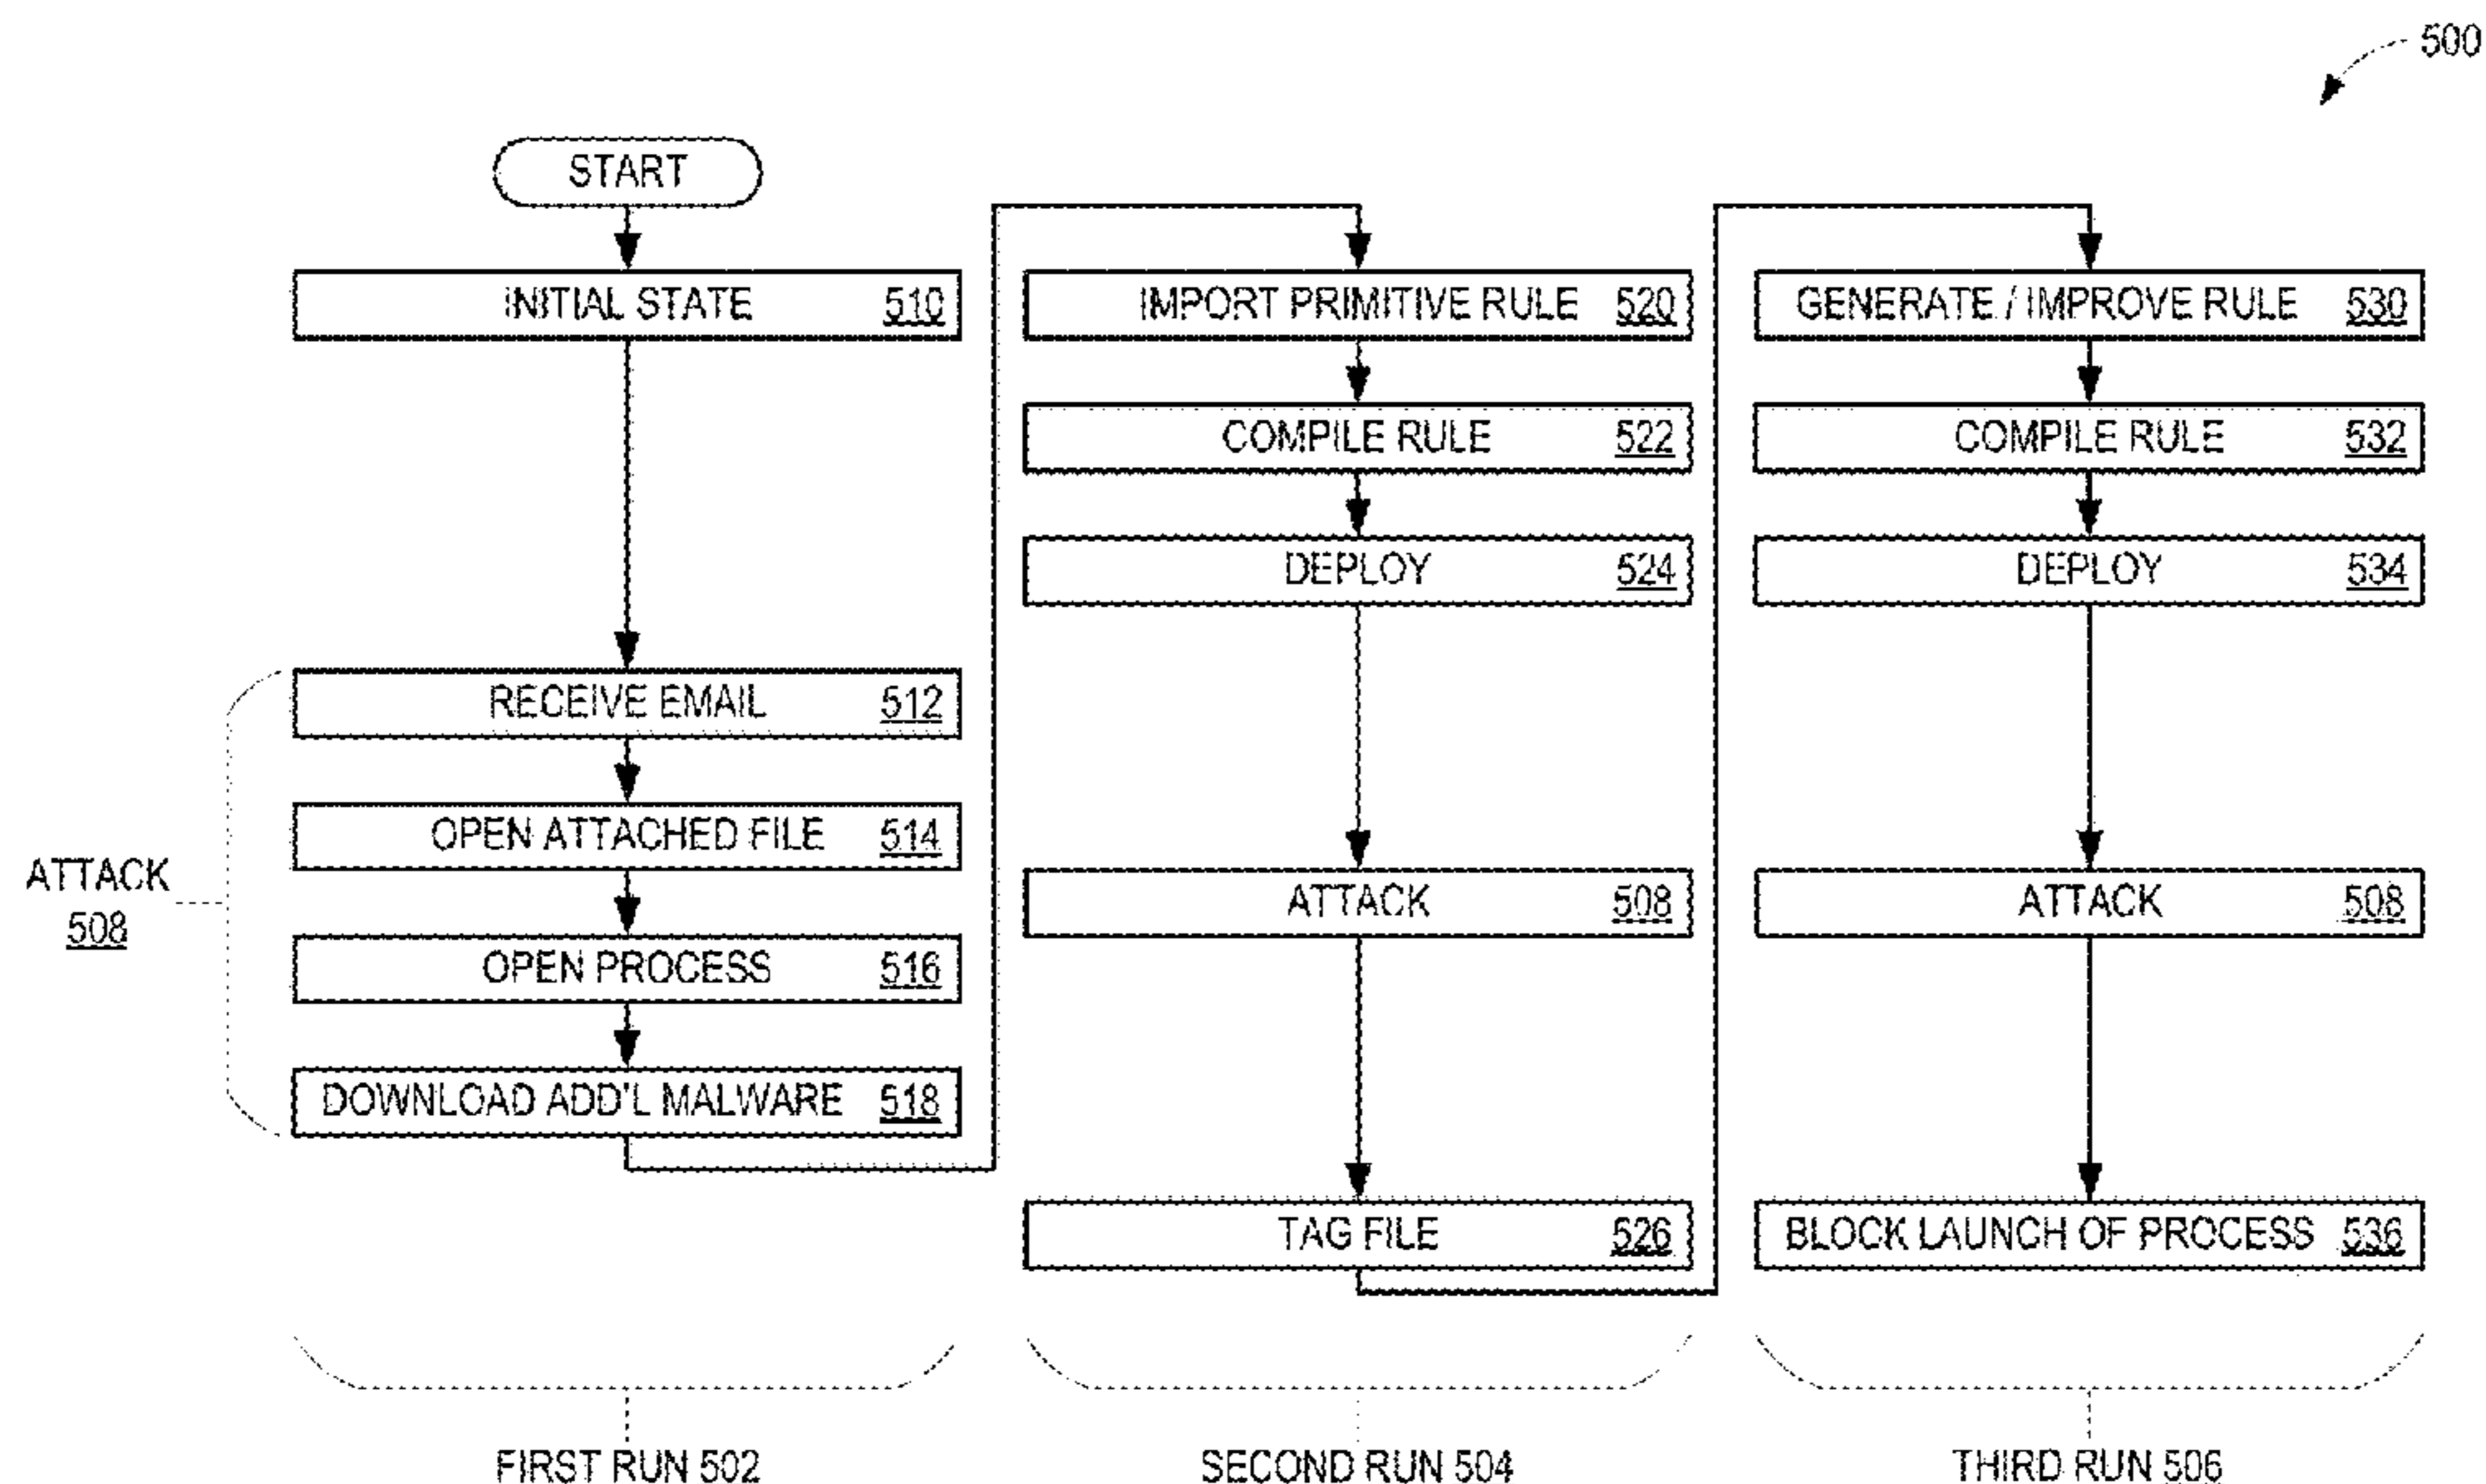 500
START
INITIAL STATE 510
RECEIVE EMAIL 512
OPEN ATTACHED FILE 514
OPEN PROCESS 516
DOWNLOAD ADD'L MALWARE 518
ATTACK
508
IMPORT PRIMITIVE RULE 520
COMPILE RULE 522
DEPLOY 524
ATTACK 508
TAG FILE 526
GENERATE / IMPROVE RULE 530
COMPILE RULE 532
DEPLOY 534
ATTACK 508
BLOCK LAUNCH OF PROCESS 536
FIRST RUN 502
SECOND RUN 504
THIRD RUN 506